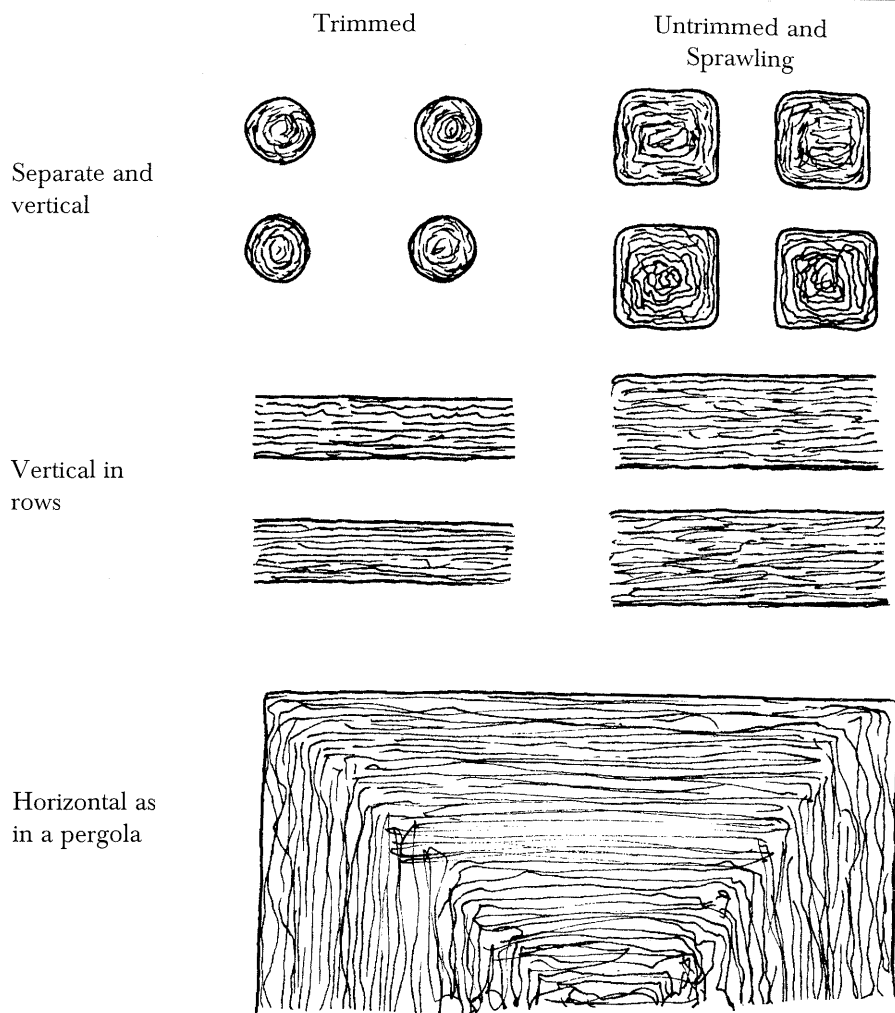 Trimmed
Untrimmed and
Sprawling
Separate and
vertical
Vertical in
rows
Horizontal as
in a pergola